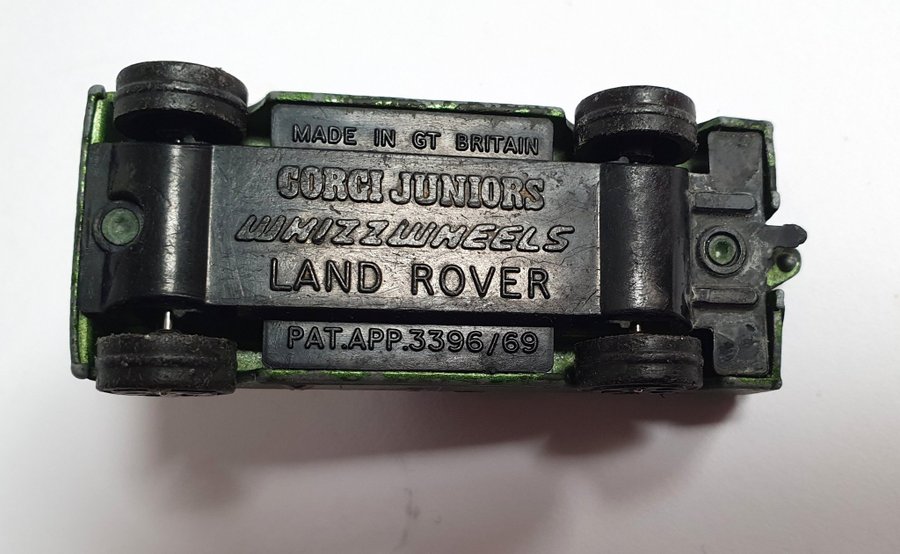 MADE IN GT BRITAIN
CORGI JUNIORS
WHIZZWHEELS
LAND ROVER
PAT.APP.3396/69